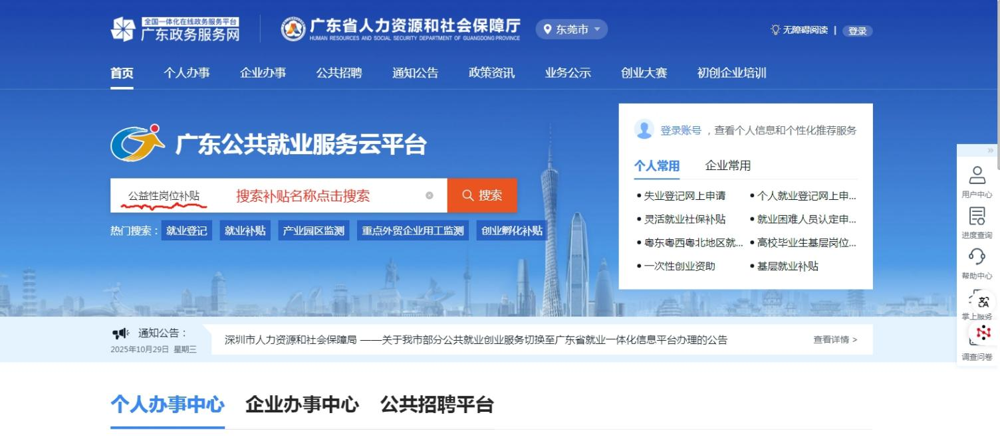 全国一体化在线政务服务平台
广东政务服务网
广东省人力资源和社会保障厅
HUMAN RESOURCES AND SOCIAL SECURITY DEPARTMENT OF GUANGDONG PROVINCE
东莞市
无障碍阅读 | 登录
首页 个人办事 企业办事 公共招聘 通知公告 政策资讯 业务公示 创业大赛 初创企业培训
广东公共就业服务云平台
公益性岗位补贴 搜索补贴名称点击搜索 搜索
热门搜索： 就业登记 就业补贴 产业园区监测 重点外贸企业用工监测 创业孵化补贴
登录账号 ，查看个人信息和个性化推荐服务
个人常用 企业常用
• 失业登记网上申请 • 个人就业登记网上申...
• 灵活就业社保补贴 • 就业困难人员认定申...
• 粤东粤西粤北地区就... • 高校毕业生基层岗位...
• 一次性创业资助 • 基层就业补贴
»
用户中心
进度查询
帮助中心
掌上服务
调查问卷
通知公告：
2025年10月29日 星期三
深圳市人力资源和社会保障局 ——关于我市部分公共就业创业服务切换至广东省就业一体化信息平台办理的公告 查看详情 >
个人办事中心 企业办事中心 公共招聘平台